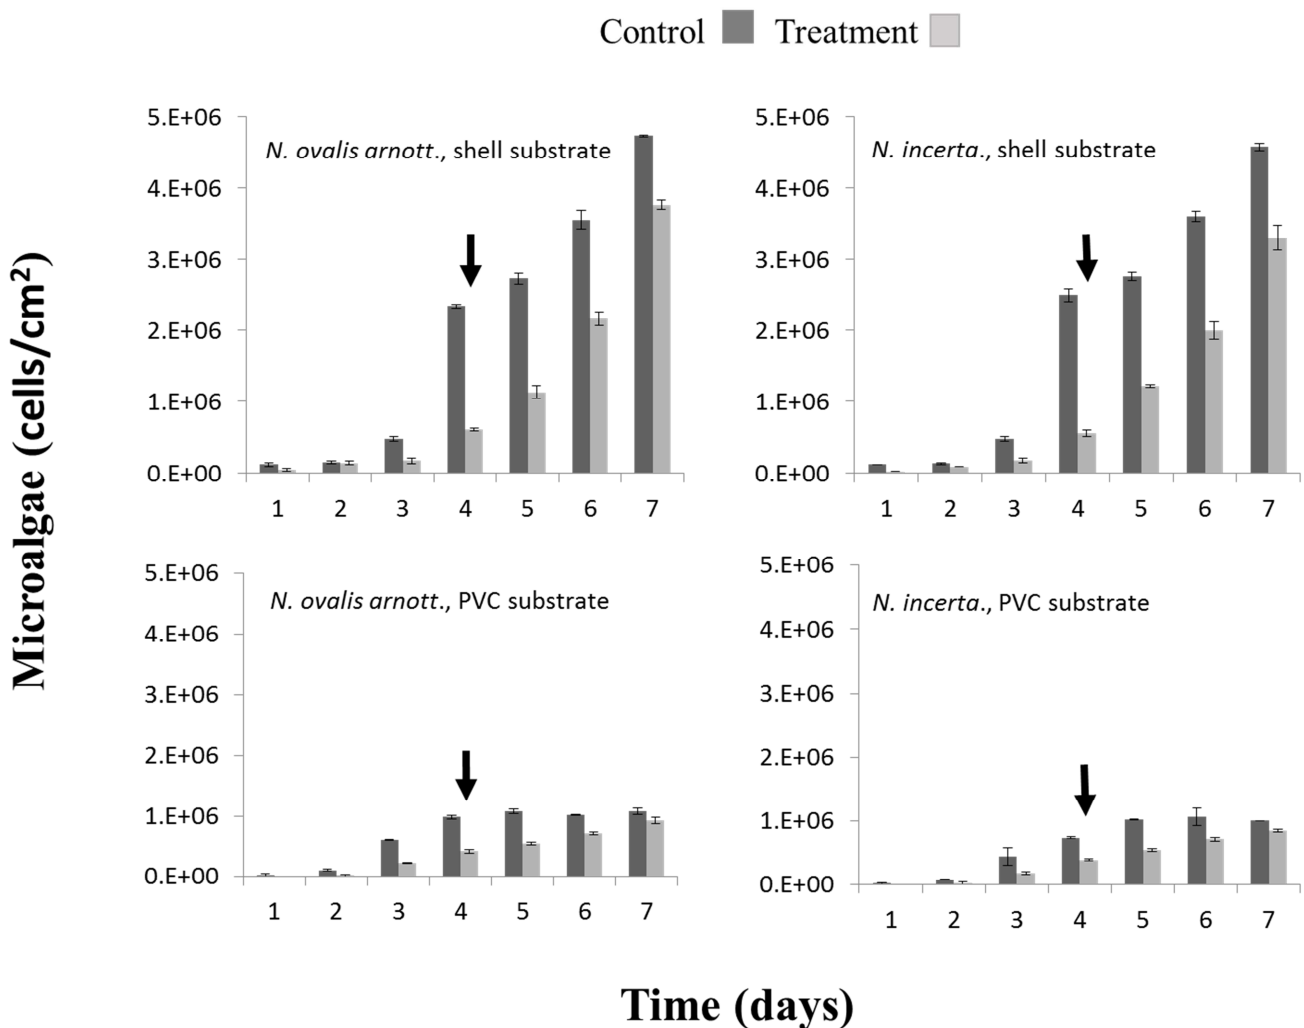 Control Treatment
Microalgae (cells/cm²)
5.E+06
4.E+06
3.E+06
2.E+06
1.E+06
0.E+00
N. ovalis arnott., shell substrate
1 2 3 4 5 6 7
5.E+06
4.E+06
3.E+06
2.E+06
1.E+06
0.E+00
N. incerta., shell substrate
1 2 3 4 5 6 7
5.E+06
4.E+06
3.E+06
2.E+06
1.E+06
0.E+00
N. ovalis arnott., PVC substrate
1 2 3 4 5 6 7
5.E+06
4.E+06
3.E+06
2.E+06
1.E+06
0.E+00
N. incerta., PVC substrate
1 2 3 4 5 6 7
Time (days)